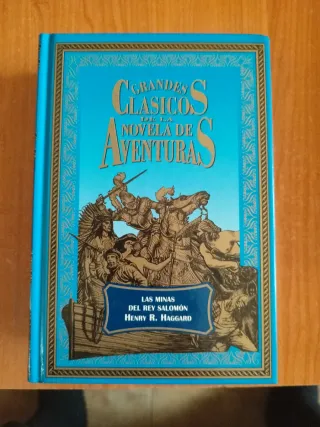 GRANDES
CLASICOS
DE LA
NOVELA DE
AVENTURAS
LAS MINAS
DEL REY SALOMÓN
HENRY R. HAGGARD